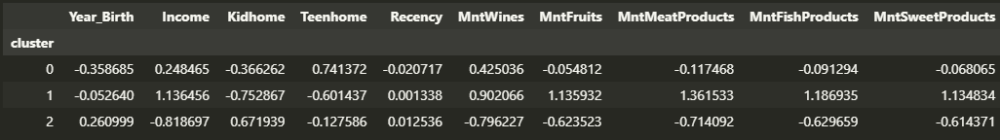 Year_Birth Income Kidhome Teenhome Recency MntWines MntFruits MntMeatProducts MntFishProducts MntSweetProducts
cluster
0 -0.358685 0.248465 -0.366262 0.741372 -0.020717 0.425036 -0.054812 -0.117468 -0.091294 -0.068065
1 -0.052640 1.136456 -0.752867 -0.601437 0.001338 0.902066 1.135932 1.361533 1.186935 1.134834
2 0.260999 -0.818697 0.671939 -0.127586 0.012536 -0.796227 -0.623523 -0.714092 -0.629659 -0.614371